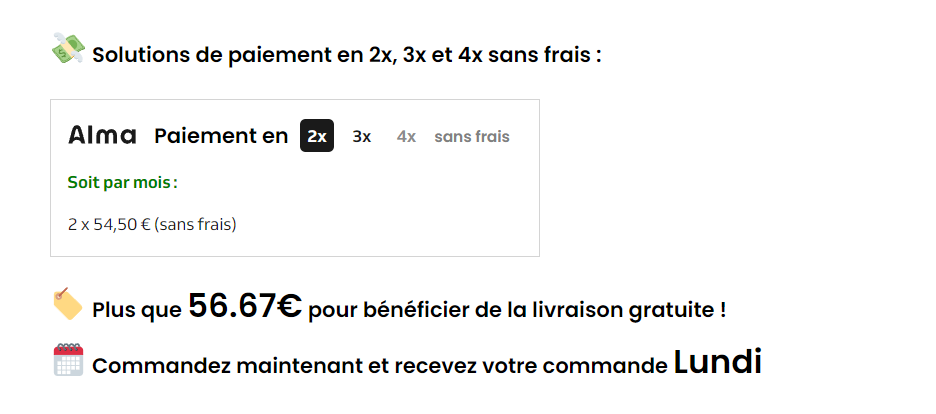 Solutions de paiement en 2x, 3x et 4x sans frais :
Alma Paiement en 2x 3x 4x sans frais
Soit par mois :
2 x 54,50 € (sans frais)
Plus que 56.67€ pour bénéficier de la livraison gratuite !
Commandez maintenant et recevez votre commande Lundi